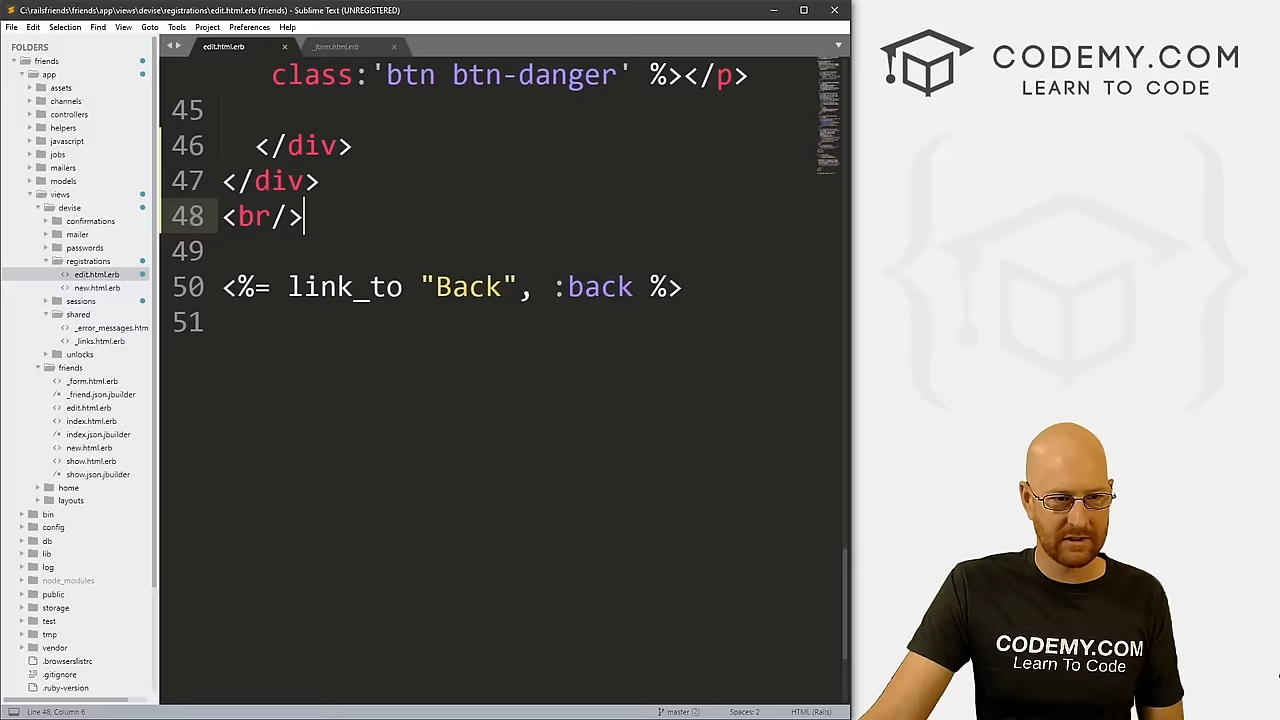 C:\railsfriends\friends\app\views\devise\registrations\edit.html.erb (friends) - Sublime Text (UNREGISTERED)
File Edit Selection Find View Goto Tools Project Preferences Help
FOLDERS
friends
app
assets
channels
controllers
helpers
javascript
jobs
mailers
models
views
devise
confirmations
mailer
passwords
registrations
edit.html.erb
new.html.erb
sessions
shared
_error_messages.htm
_links.html.erb
unlocks
friends
_form.html.erb
_friend.json.jbuilder
edit.html.erb
index.html.erb
index.json.jbuilder
new.html.erb
show.html.erb
show.json.jbuilder
home
layouts
bin
config
db
lib
log
node_modules
public
storage
test
tmp
vendor
.browserslistrc
.gitignore
.ruby-version
edit.html.erb _form.html.erb
class:'btn btn-danger' %></p>
45
46 </div>
47 </div>
48 <br/>
49
50 <%= link_to "Back", :back %>
51
Line 48, Column 6
master (2) Spaces: 2 HTML (Rails)
CODEMY.COM
LEARN TO CODE
CODEMY.COM
Learn To Code